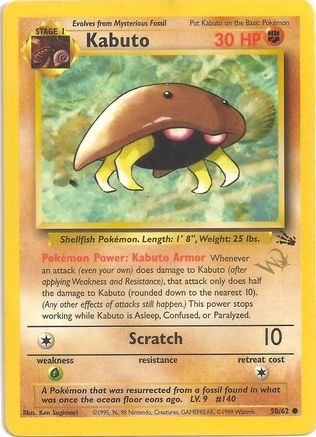 Evolves from Mysterious Fossil
Put Kabuto on the Basic Pokémon
STAGE 1
Kabuto
30 HP
Shellfish Pokémon. Length: 1' 8", Weight: 25 lbs.
Pokémon Power: Kabuto Armor Whenever
an attack (even your own) does damage to Kabuto (after
applying Weakness and Resistance), that attack only does half
the damage to Kabuto (rounded down to the nearest 10).
(Any other effects of attacks still happen.) This power stops
working while Kabuto is Asleep, Confused, or Paralyzed.
Scratch 10
weakness resistance retreat cost
A Pokémon that was resurrected from a fossil found in what
was once the ocean floor eons ago. LV. 9 #140
Illus. Ken Sugimori
©1995, 96, 98 Nintendo, Creatures, GAMEFREAK. ©1999 Wizards.
50/62